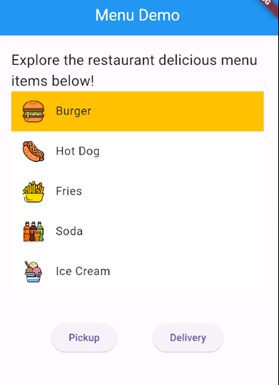 Menu Demo
Explore the restaurant delicious menu
items below!
Burger
Hot Dog
Fries
Soda
Ice Cream
Pickup
Delivery